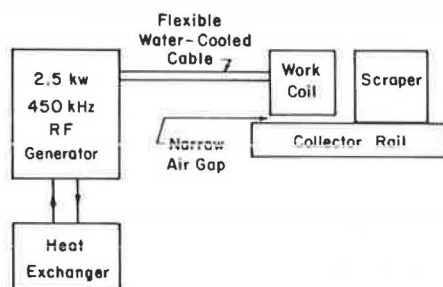 Flexible
Water-Cooled
Cable
2.5 kw
450 kHz
RF
Generator
Work
Coil
Scraper
Narrow
Air Gap
Collector Rail
Heat
Exchanger